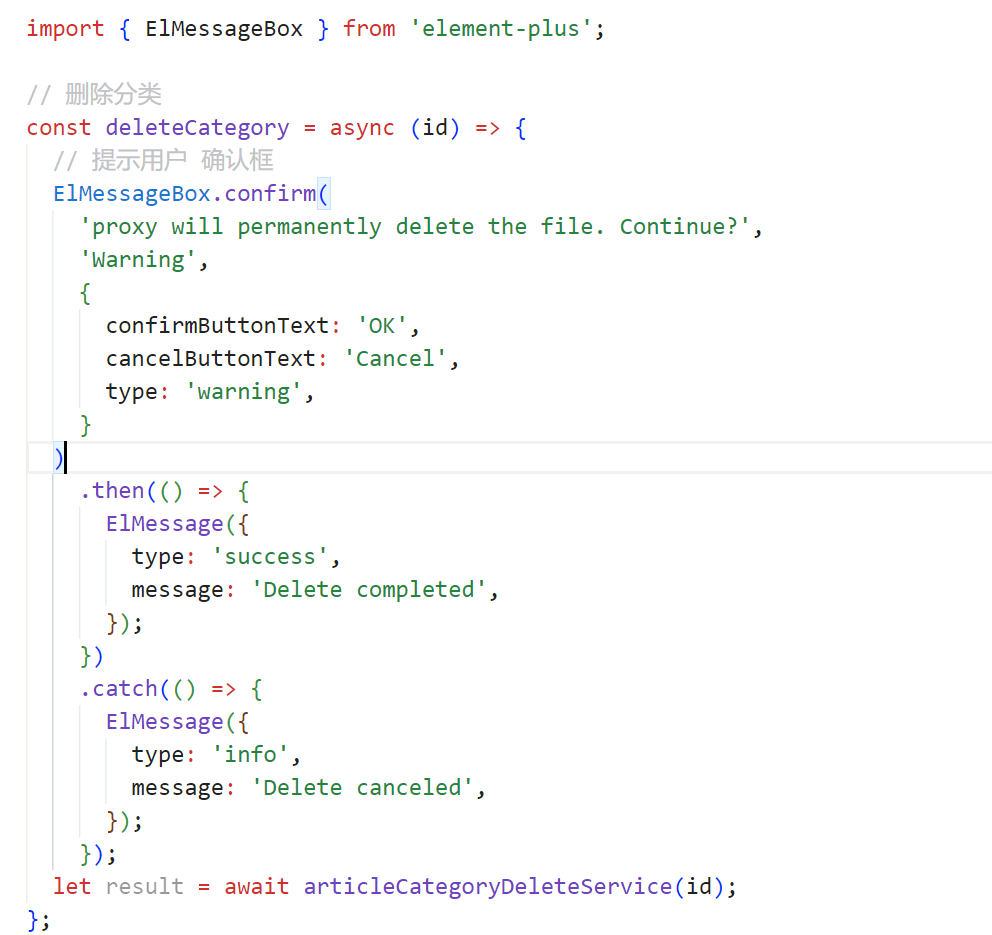 import { ElMessageBox } from 'element-plus';
// 删除分类
const deleteCategory = async (id) => {
// 提示用户 确认框
ElMessageBox.confirm(
'proxy will permanently delete the file. Continue?',
'Warning',
{
confirmButtonText: 'OK',
cancelButtonText: 'Cancel',
type: 'warning',
}
)
.then(() => {
ElMessage({
type: 'success',
message: 'Delete completed',
});
})
.catch(() => {
ElMessage({
type: 'info',
message: 'Delete canceled',
});
});
let result = await articleCategoryDeleteService(id);
};